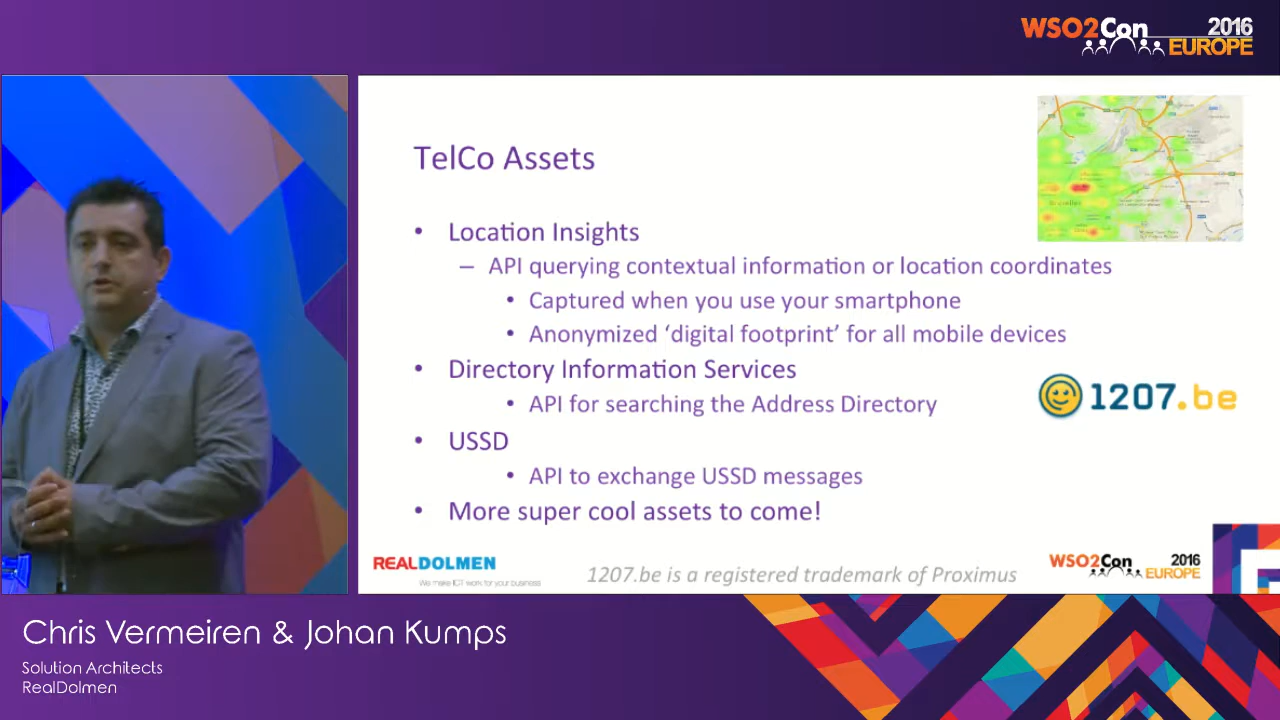 WSO2Con 2016
EUROPE
TelCo Assets
• Location Insights
– API querying contextual information or location coordinates
• Captured when you use your smartphone
• Anonymized ‘digital footprint’ for all mobile devices
• Directory Information Services
• API for searching the Address Directory
1207.be
• USSD
• API to exchange USSD messages
• More super cool assets to come!
REALDOLMEN
We make ICT work for your business
1207.be is a registered trademark of Proximus
WSO2Con 2016
EUROPE
Chris Vermeiren & Johan Kumps
Solution Architects
RealDolmen